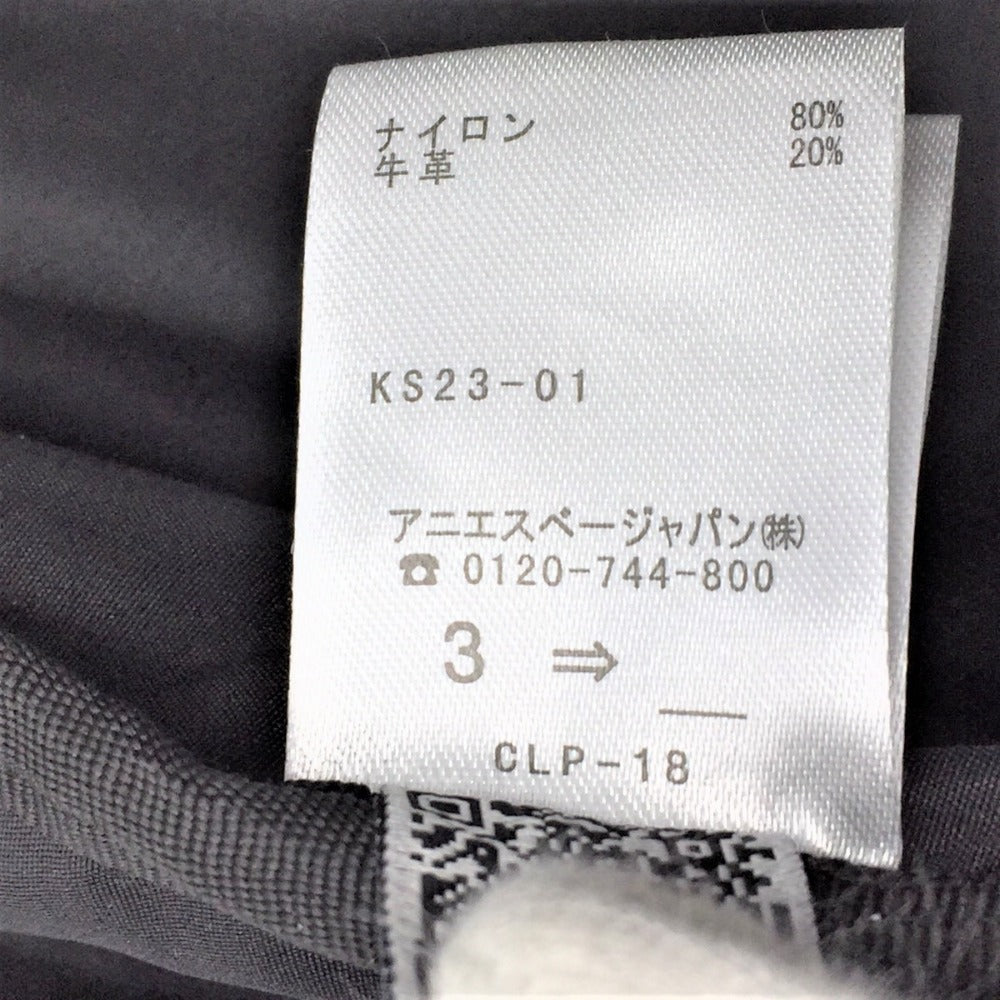 ナイロン 80%
牛革 20%
KS23-01
アニエスベージャパン(株)
☎ 0120-744-800
3 ⇒
CLP-18